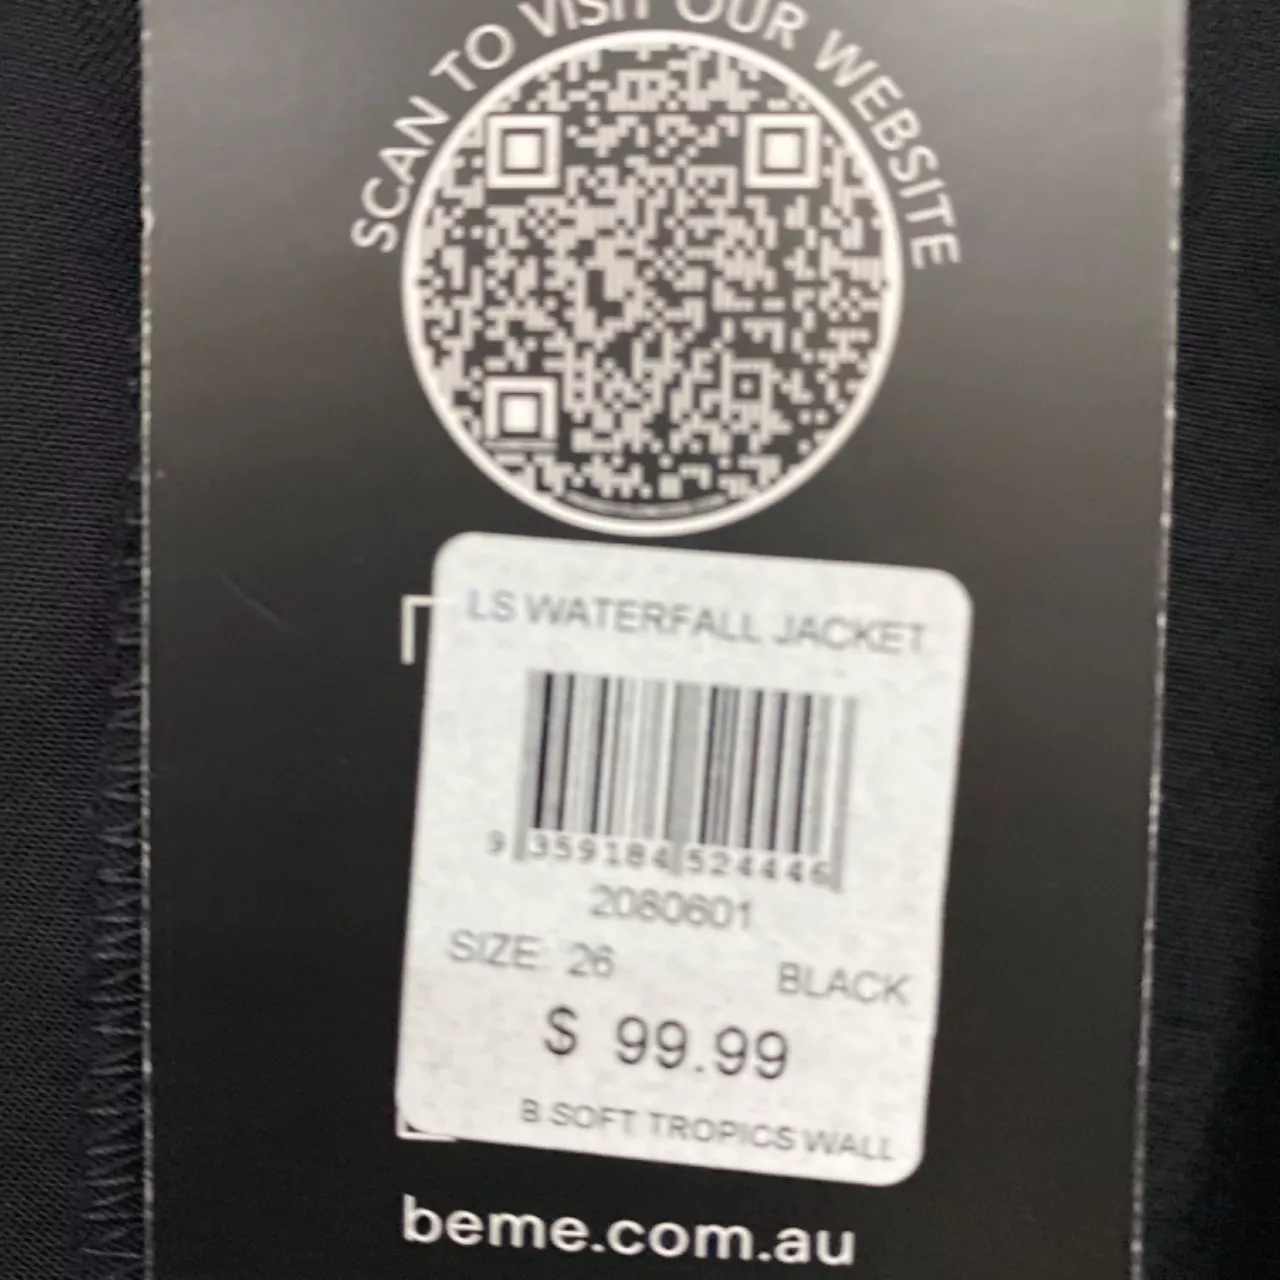 SCAN TO VISIT OUR WEBSITE
LS WATERFALL JACKET
9 359184 524446
2080601
SIZE: 26 BLACK
$ 99.99
B.SOFT TROPICS WALL
beme.com.au